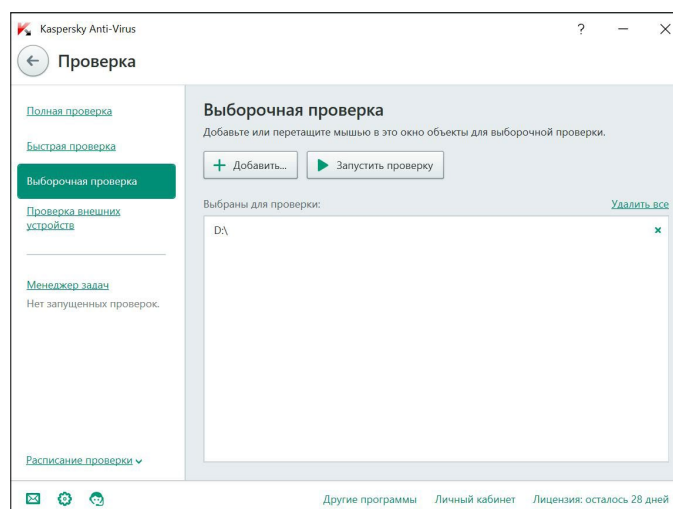 Kaspersky Anti-Virus
?
Проверка
Полная проверка
Быстрая проверка
Выборочная проверка
Проверка внешних
устройств
Менеджер задач
Нет запущенных проверок.
Расписание проверки
Выборочная проверка
Добавьте или перетащите мышью в это окно объекты для выборочной проверки.
Добавить...
Запустить проверку
Выбраны для проверки:
Удалить все
D:\
Другие программы
Личный кабинет
Лицензия: осталось 28 дней